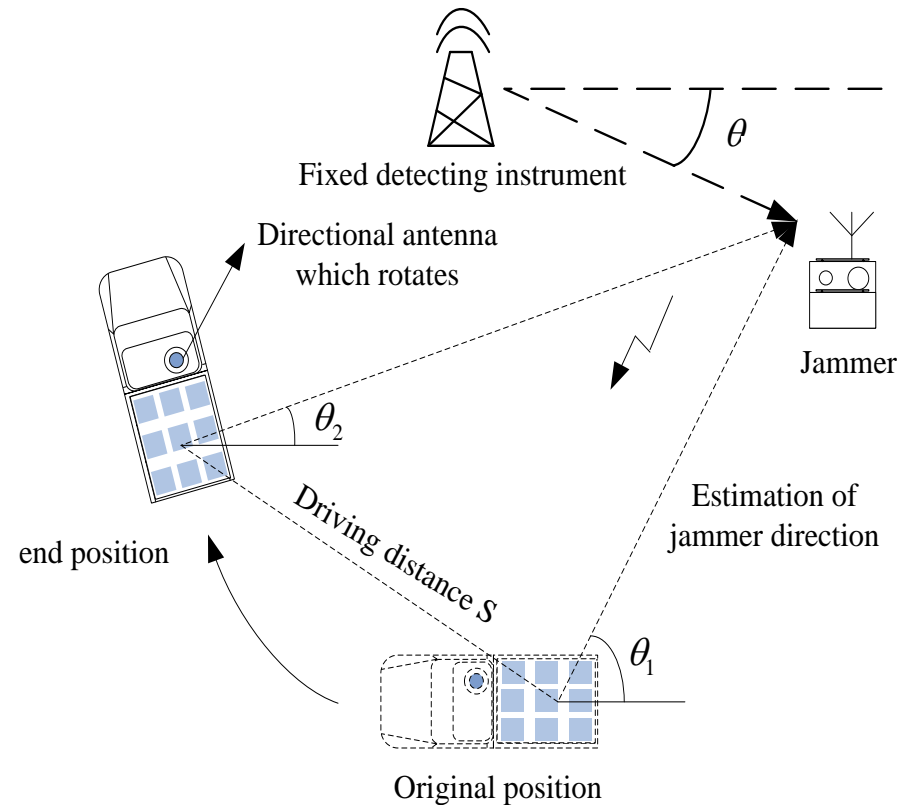 θ
Fixed detecting instrument
Directional antenna
which rotates
Jammer
θ₂
Driving distance S
Estimation of
jammer direction
end position
θ₁
Original position